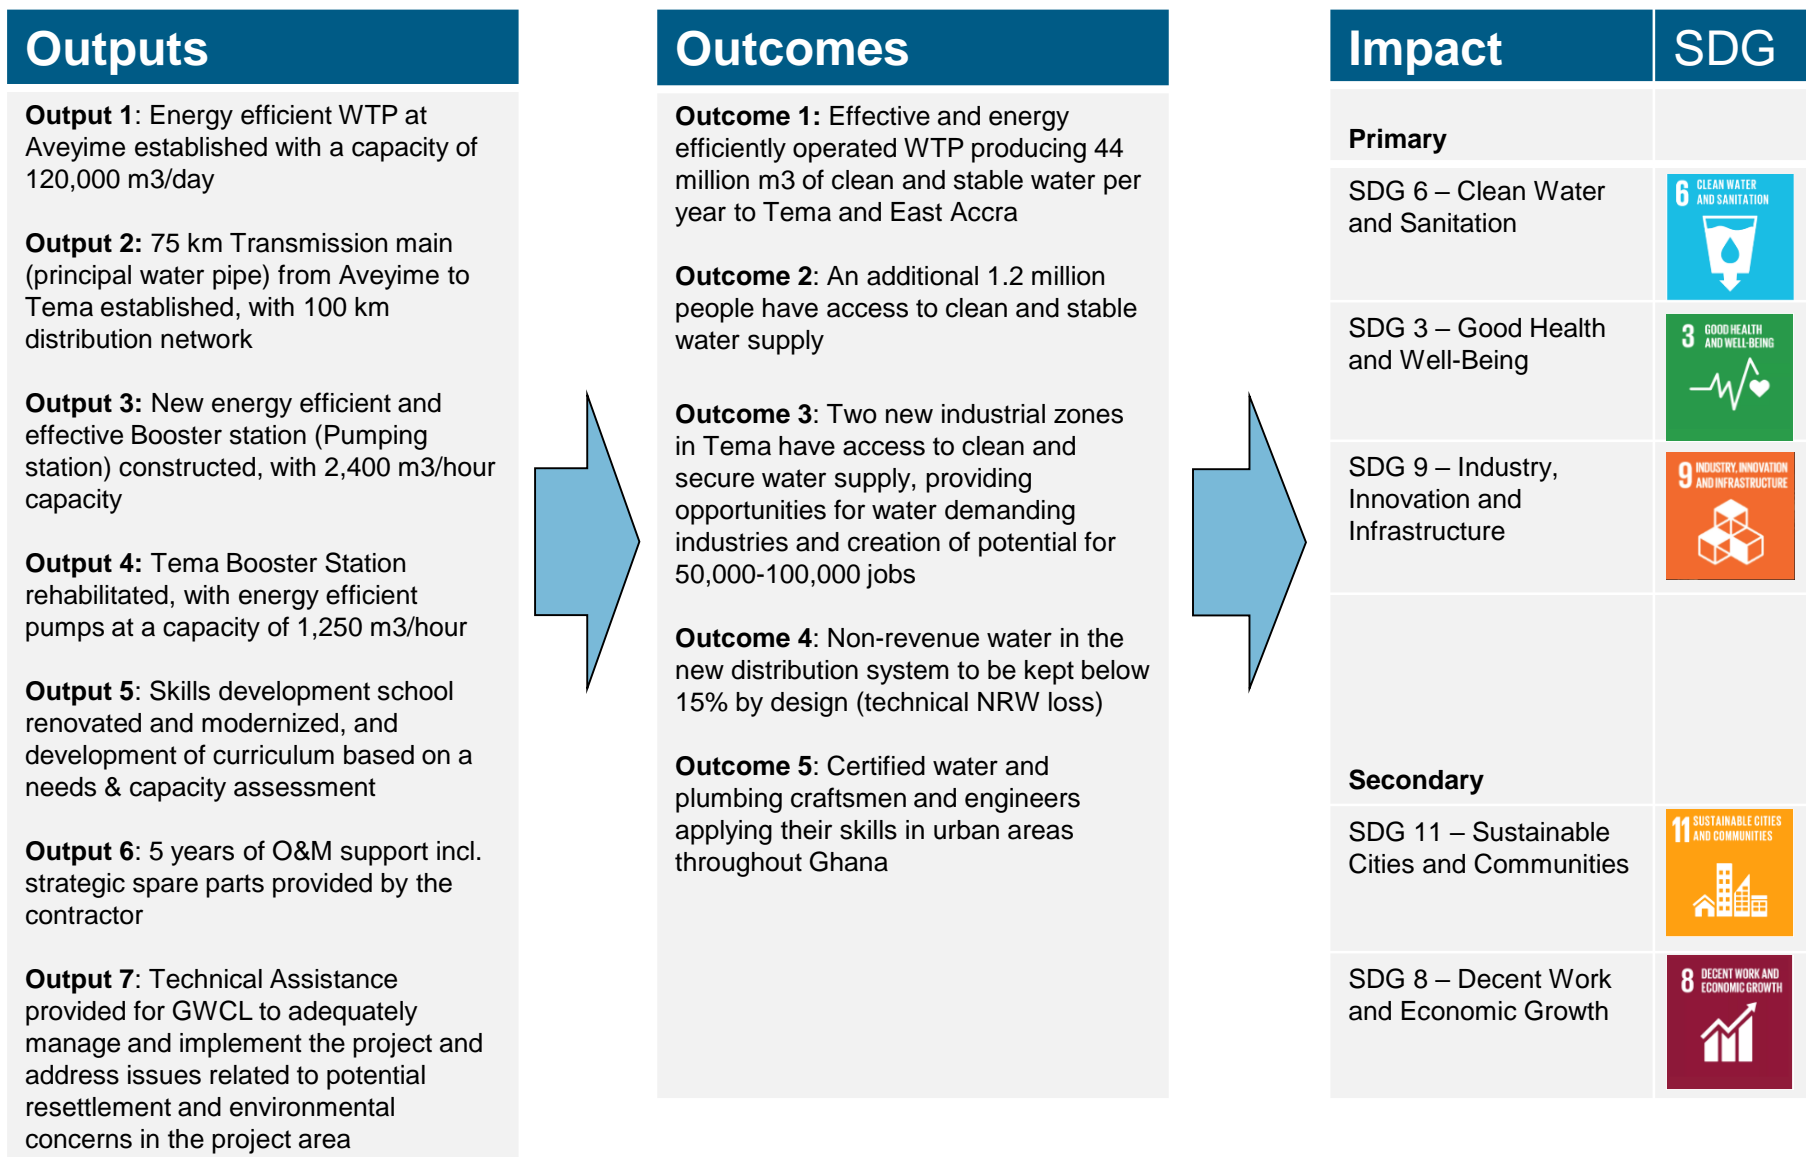 Outputs
Output 1: Energy efficient WTP at
Aveyime established with a capacity of
120,000 m3/day
Output 2: 75 km Transmission main
(principal water pipe) from Aveyime to
Tema established, with 100 km
distribution network
Output 3: New energy efficient and
effective Booster station (Pumping
station) constructed, with 2,400 m3/hour
capacity
Output 4: Tema Booster Station
rehabilitated, with energy efficient
pumps at a capacity of 1,250 m3/hour
Output 5: Skills development school
renovated and modernized, and
development of curriculum based on a
needs & capacity assessment
Output 6: 5 years of O&M support incl.
strategic spare parts provided by the
contractor
Output 7: Technical Assistance
provided for GWCL to adequately
manage and implement the project and
address issues related to potential
resettlement and environmental
concerns in the project area
Outcomes
Outcome 1: Effective and energy
efficiently operated WTP producing 44
million m3 of clean and stable water per
year to Tema and East Accra
Outcome 2: An additional 1.2 million
people have access to clean and stable
water supply
Outcome 3: Two new industrial zones
in Tema have access to clean and
secure water supply, providing
opportunities for water demanding
industries and creation of potential for
50,000-100,000 jobs
Outcome 4: Non-revenue water in the
new distribution system to be kept below
15% by design (technical NRW loss)
Outcome 5: Certified water and
plumbing craftsmen and engineers
applying their skills in urban areas
throughout Ghana
Impact
SDG
Primary
SDG 6 – Clean Water
and Sanitation
6 CLEAN WATER
AND SANITATION
SDG 3 – Good Health
and Well-Being
3 GOOD HEALTH
AND WELL-BEING
SDG 9 – Industry,
Innovation and
Infrastructure
9 INDUSTRY, INNOVATION
AND INFRASTRUCTURE
Secondary
SDG 11 – Sustainable
Cities and Communities
11 SUSTAINABLE CITIES
AND COMMUNITIES
SDG 8 – Decent Work
and Economic Growth
8 DECENT WORK AND
ECONOMIC GROWTH